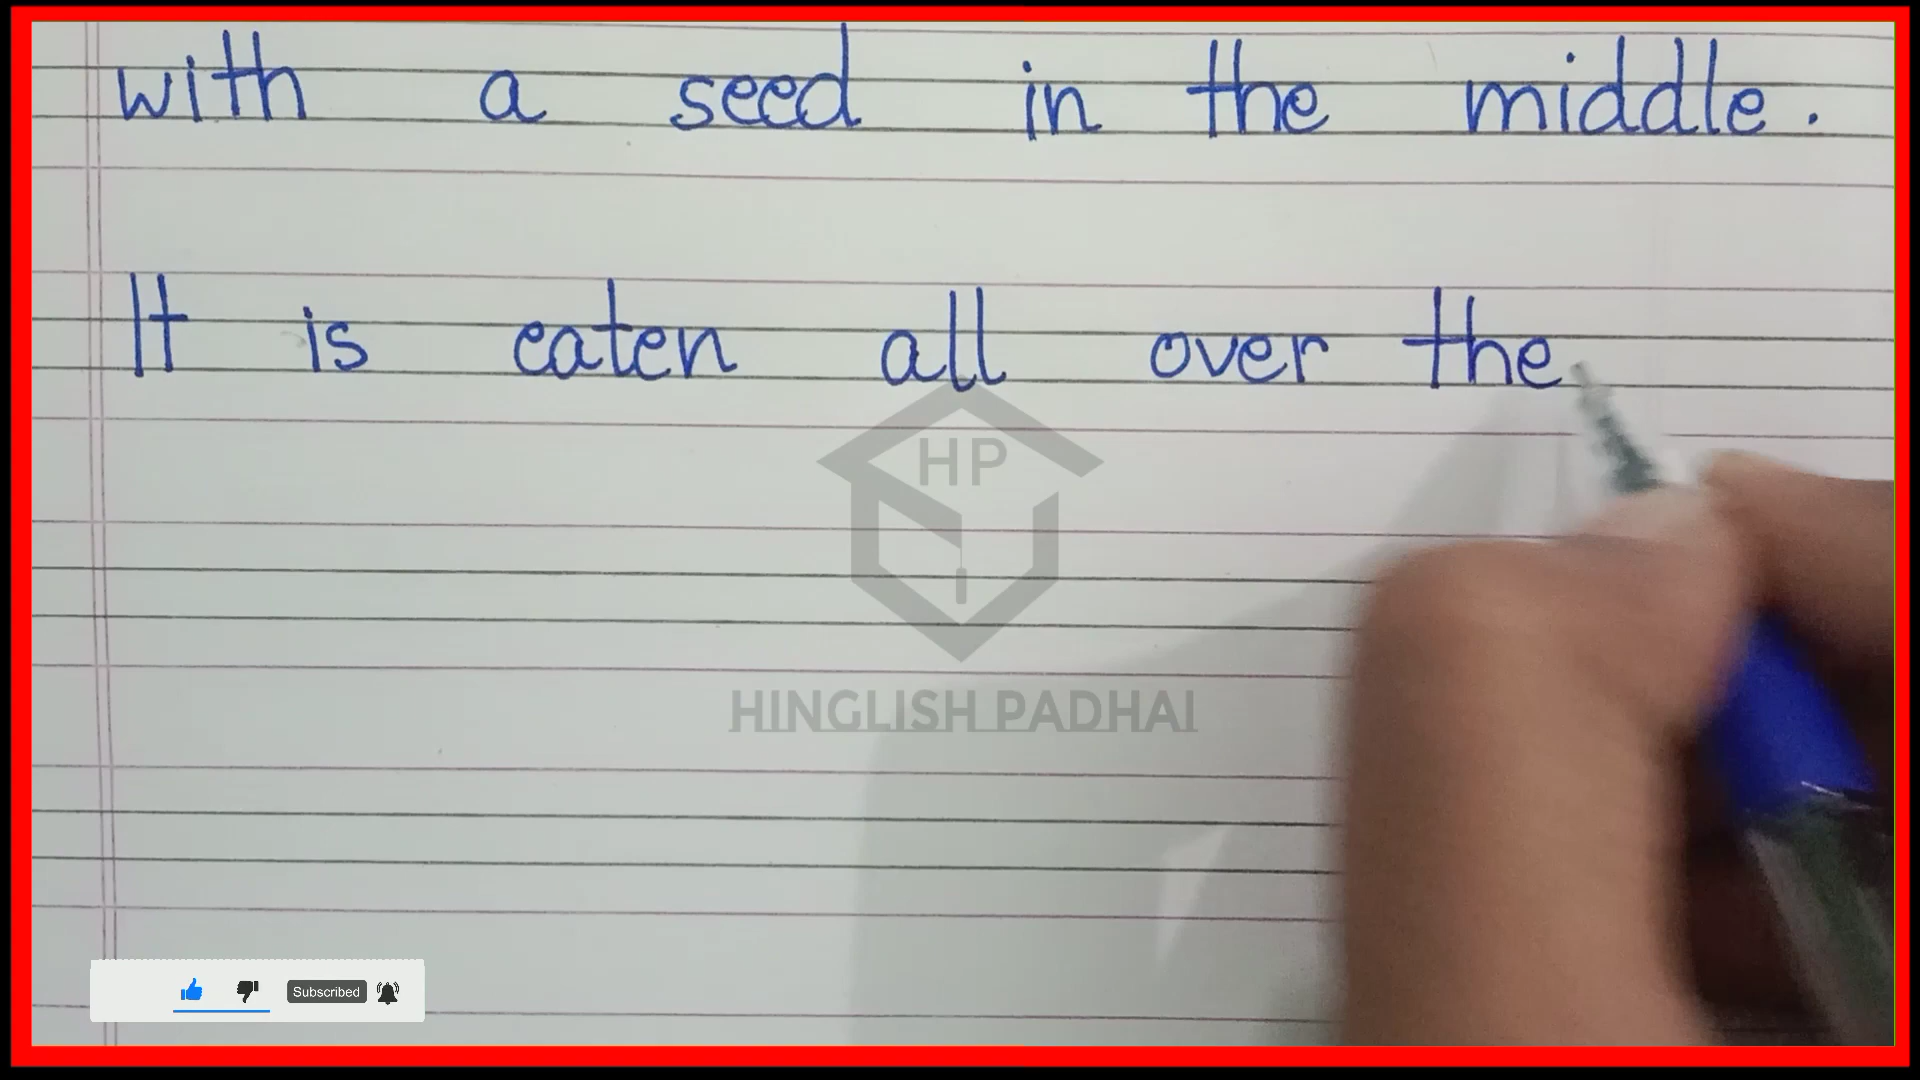 with a seed in the middle.
It is eaten all over the
HP
HINGLISH PADHAI
Subscribed